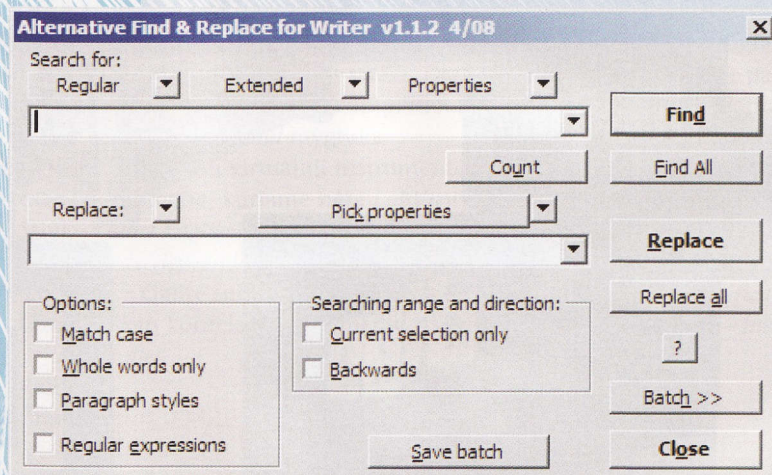 Alternative Find & Replace for Writer v1.1.2 4/08
Search for:
Regular Extended Properties
Find
Count Find All
Replace: Pick properties
Replace
Options: Searching range and direction: Replace all
Match case Current selection only
Whole words only Backwards ?
Paragraph styles Batch >>
Regular expressions Save batch Close